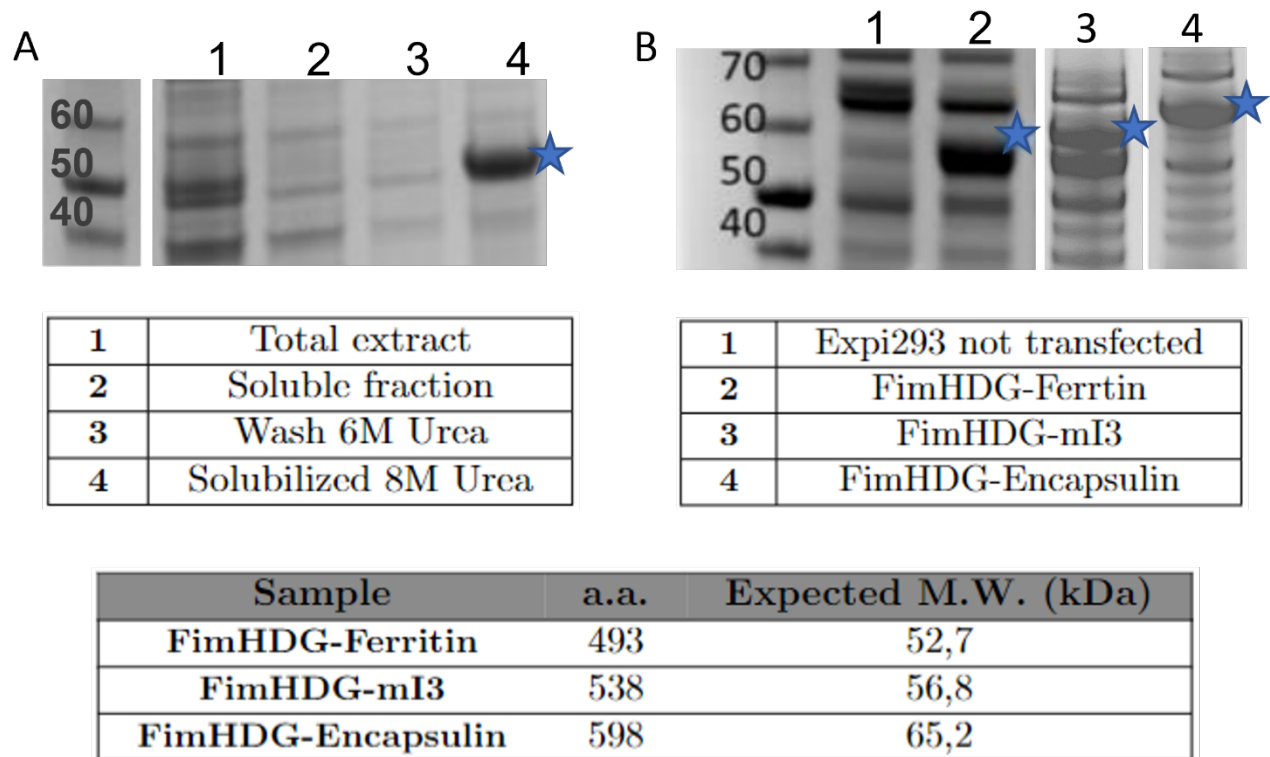 A
1 2 3 4
60
50
40
B
1 2 3 4
70
60
50
40
1 Total extract
2 Soluble fraction
3 Wash 6M Urea
4 Solubilized 8M Urea
1 Expi293 not transfected
2 FimHDG-Ferrtin
3 FimHDG-mI3
4 FimHDG-Encapsulin
Sample a.a. Expected M.W. (kDa)
FimHDG-Ferritin 493 52,7
FimHDG-mI3 538 56,8
FimHDG-Encapsulin 598 65,2